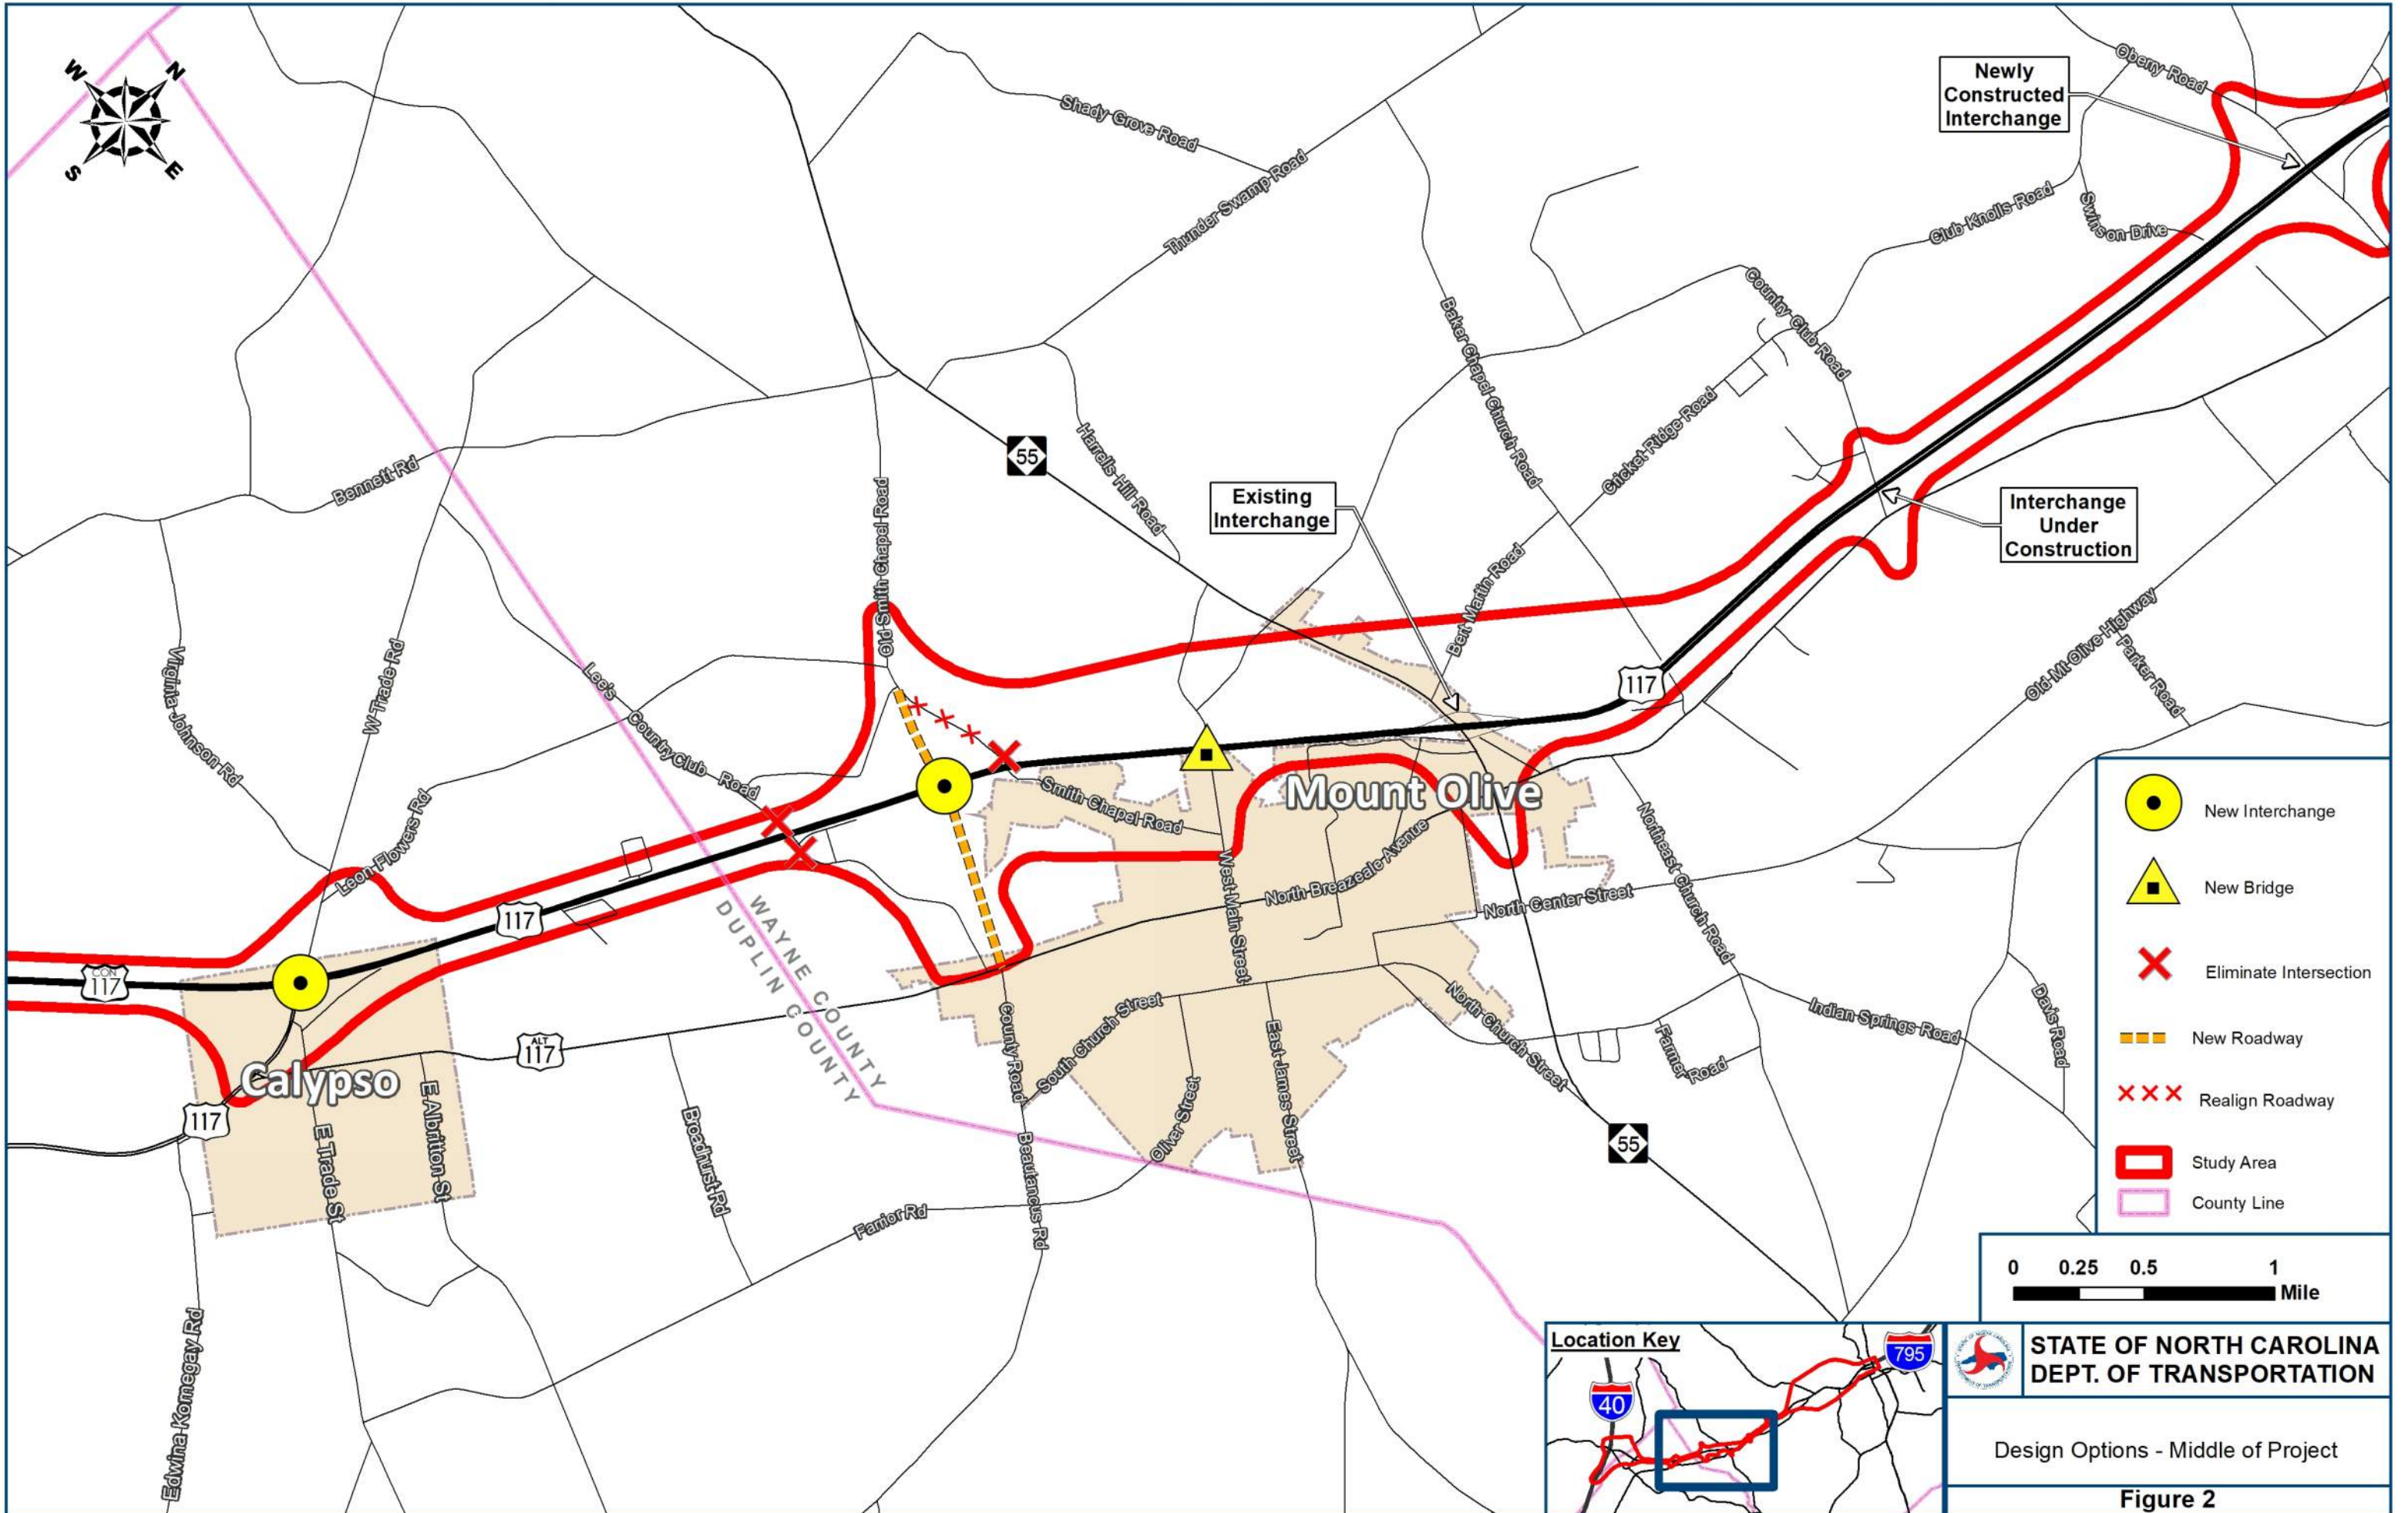 W
N
S
E
Oberry Road
Newly
Constructed
Interchange
Shady Grove Road
Thunder Swamp Road
Club Knolls Road
Swinson Drive
Country Club Road
Baker Chapel Church Road
Cricket Ridge Road
55
Harrells Hill Road
Bennett Rd
Old Smith Chapel Road
Existing
Interchange
Interchange
Under
Construction
Bert Martin Road
117
Old Mt Olive Highway
Parker Road
Virginia Johnson Rd
W Trade Rd
Lee's Country Club Road
Leon Flowers Rd
Smith Chapel Road
Mount Olive
West Main Street
North Breazeale Avenue
North Center Street
Northeast Church Road
117
CON
117
WAYNE COUNTY
DUPLIN COUNTY
ALT
117
Calypso
117
E Albritton St
E Trade St
Broadhurst Rd
County Road
South Church Street
Oliver Street
East James Street
North Church Street
Farmer Road
Indian Springs Road
Davis Road
Beautancus Rd
Farrior Rd
Edwina Kornegay Rd
55
New Interchange
New Bridge
Eliminate Intersection
New Roadway
Realign Roadway
Study Area
County Line
0 0.25 0.5 1
Mile
Location Key
795
40
STATE OF NORTH CAROLINA
DEPT. OF TRANSPORTATION
Design Options - Middle of Project
Figure 2